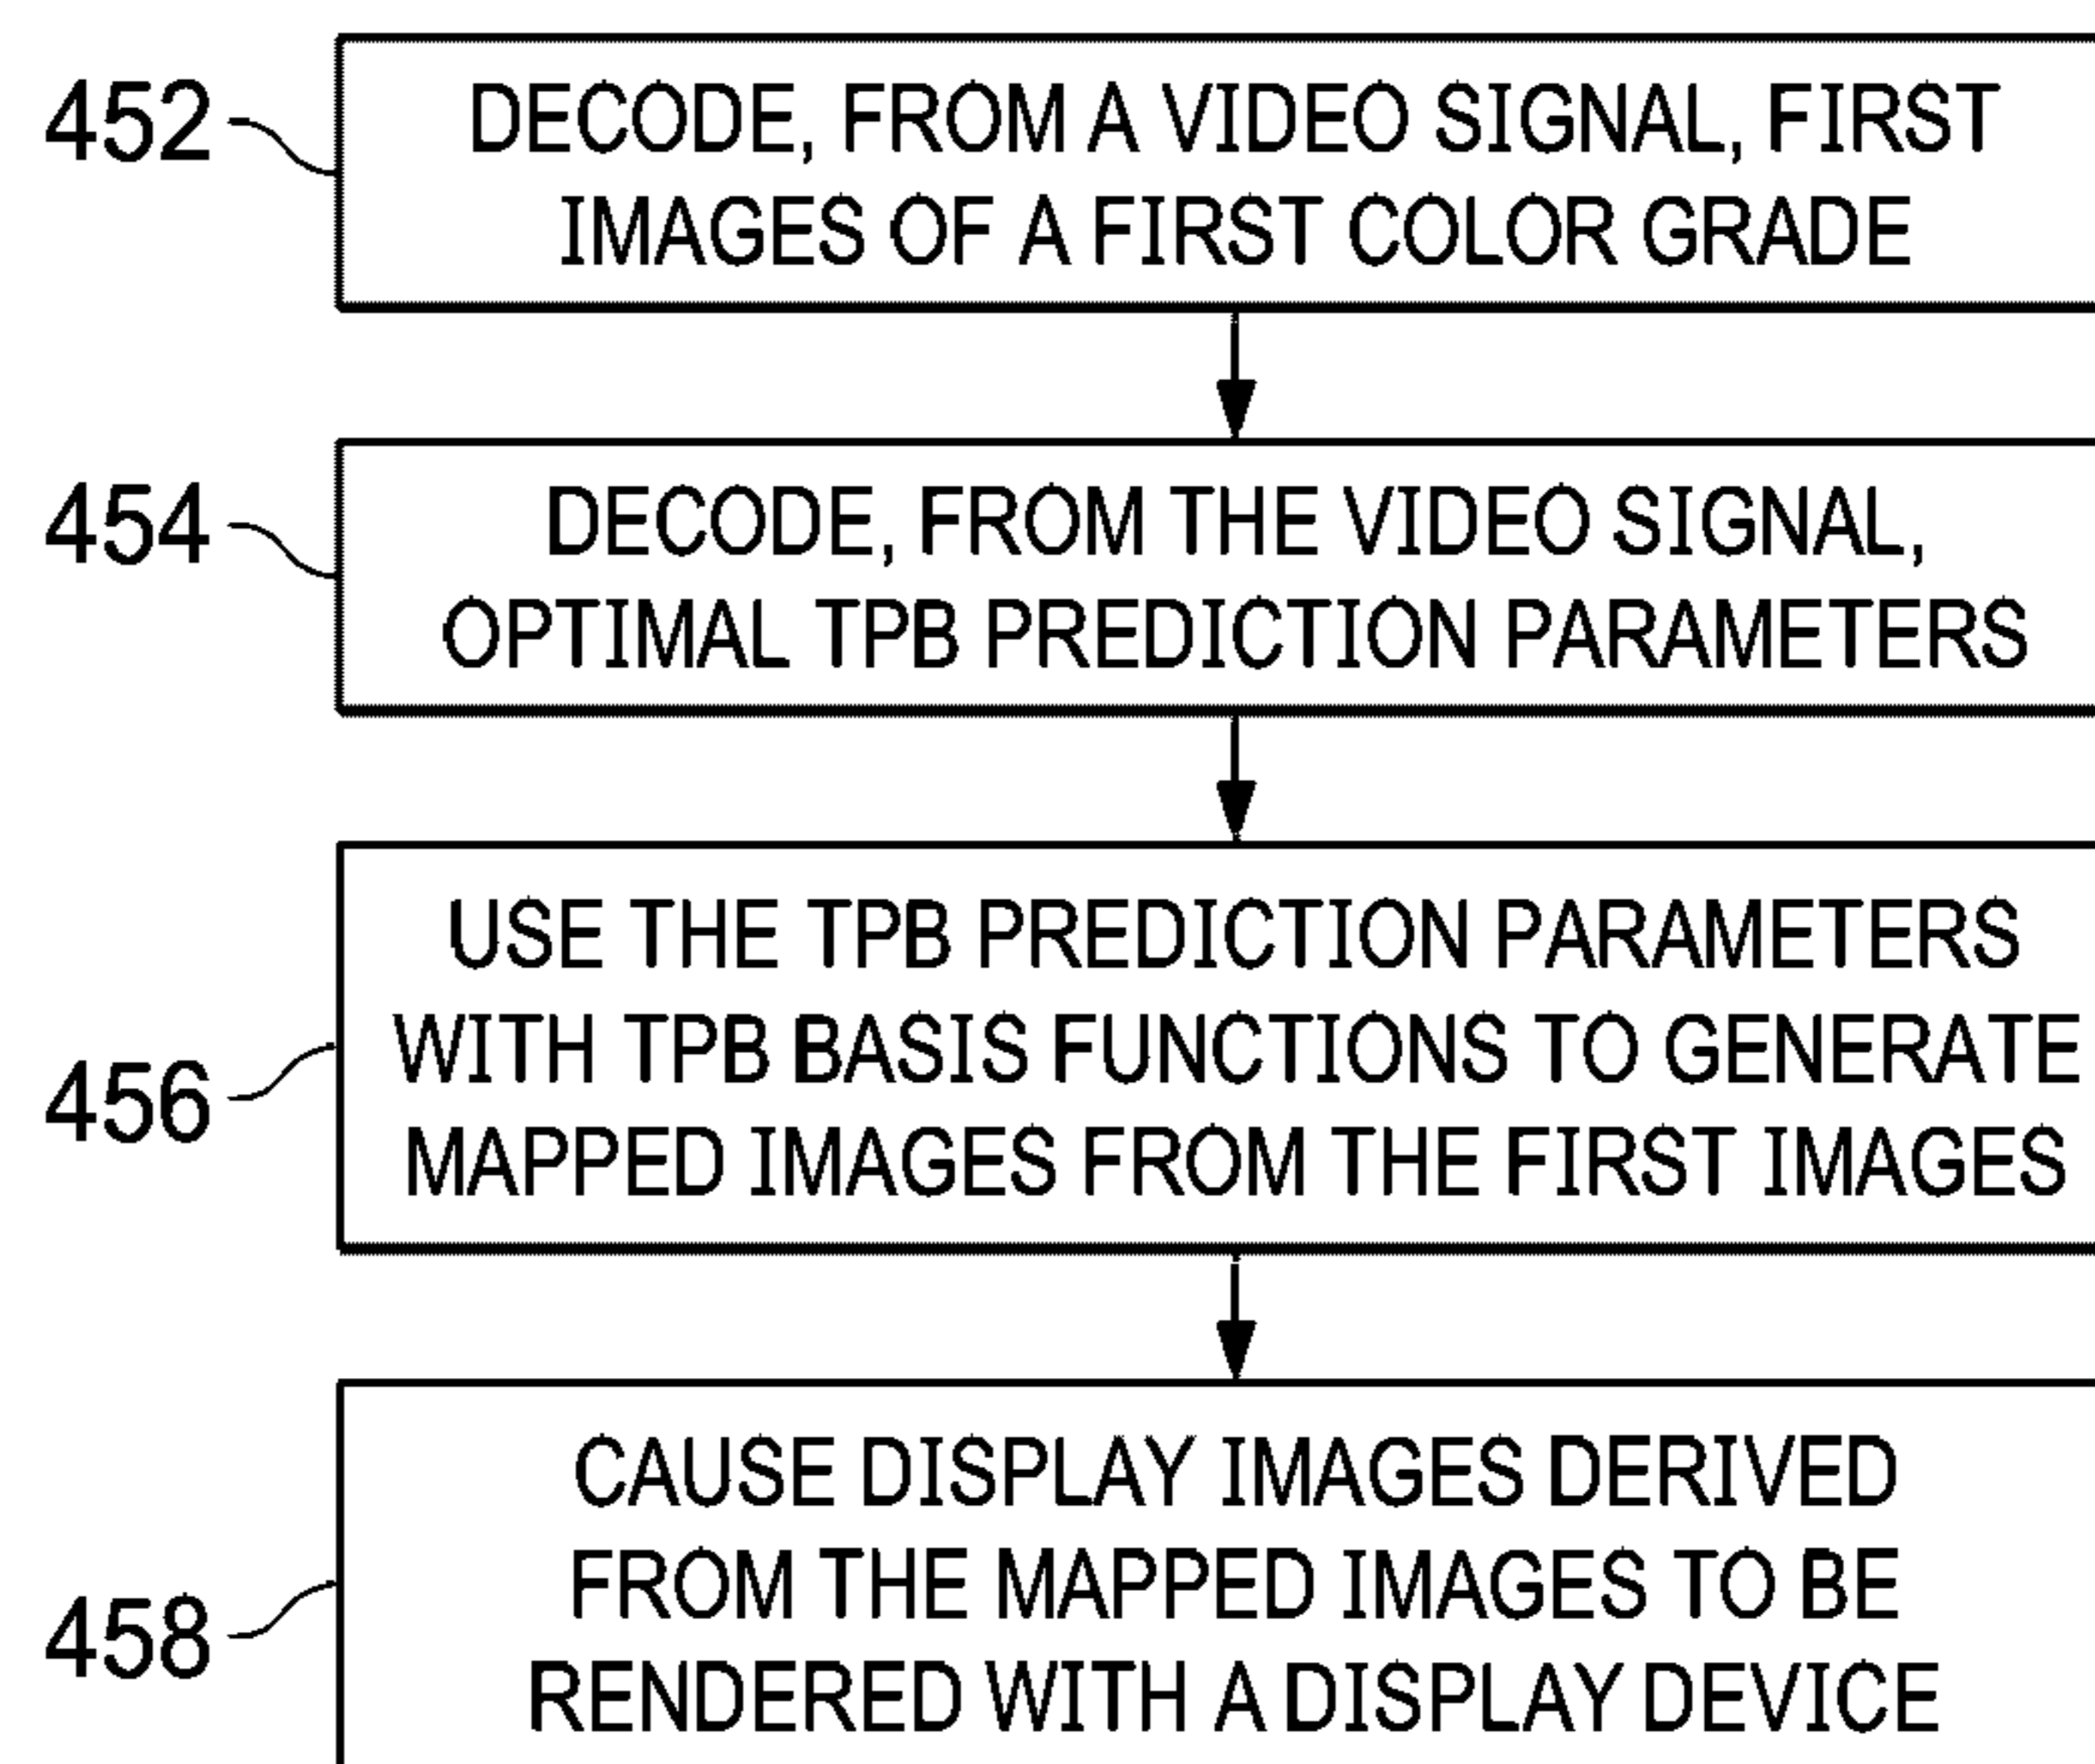 452
DECODE, FROM A VIDEO SIGNAL, FIRST
IMAGES OF A FIRST COLOR GRADE
454
DECODE, FROM THE VIDEO SIGNAL,
OPTIMAL TPB PREDICTION PARAMETERS
456
USE THE TPB PREDICTION PARAMETERS
WITH TPB BASIS FUNCTIONS TO GENERATE
MAPPED IMAGES FROM THE FIRST IMAGES
458
CAUSE DISPLAY IMAGES DERIVED
FROM THE MAPPED IMAGES TO BE
RENDERED WITH A DISPLAY DEVICE